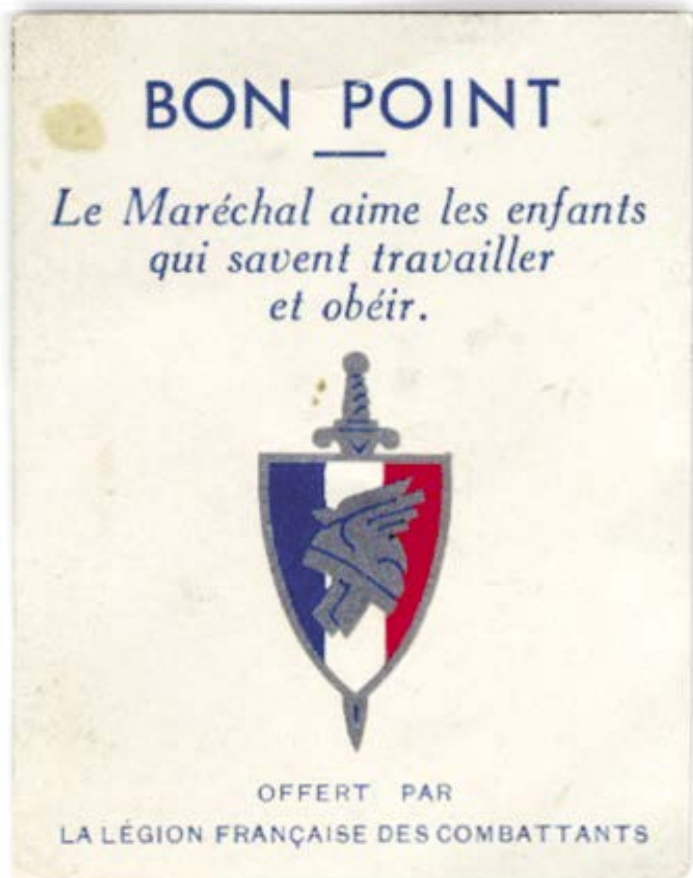 BON POINT
Le Maréchal aime les enfants
qui savent travailler
et obéir.
OFFERT PAR
LA LÉGION FRANÇAISE DES COMBATTANTS